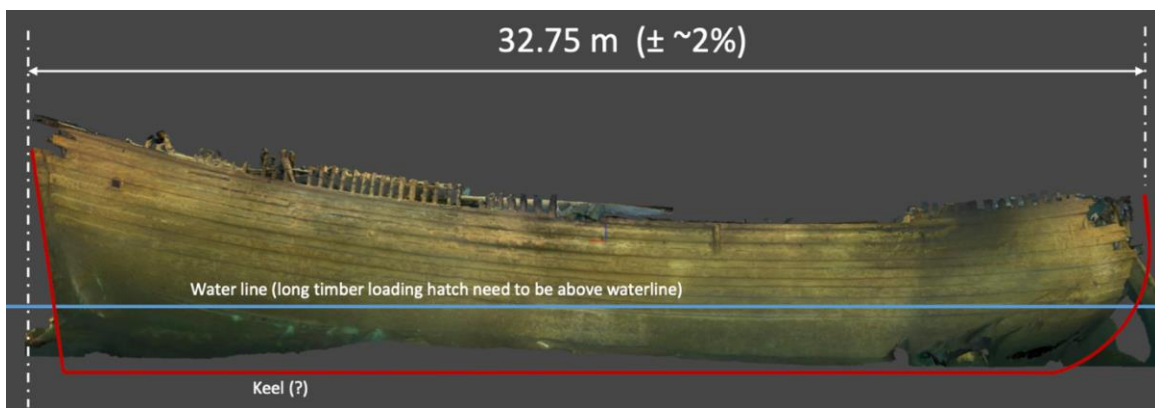 32.75 m (± ~2%)
Water line (long timber loading hatch need to be above waterline)
Keel (?)